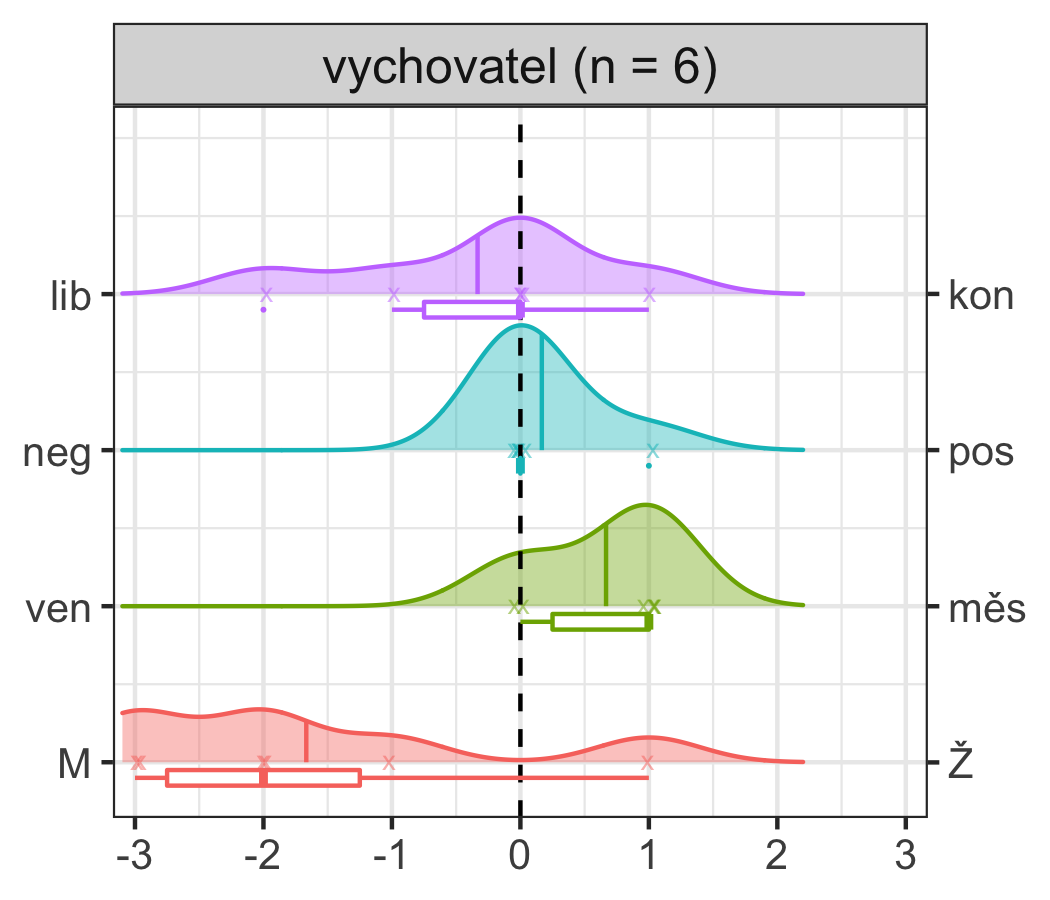 vychovatel (n = 6)
lib kon
neg pos
ven měs
M Ž
-3 -2 -1 0 1 2 3